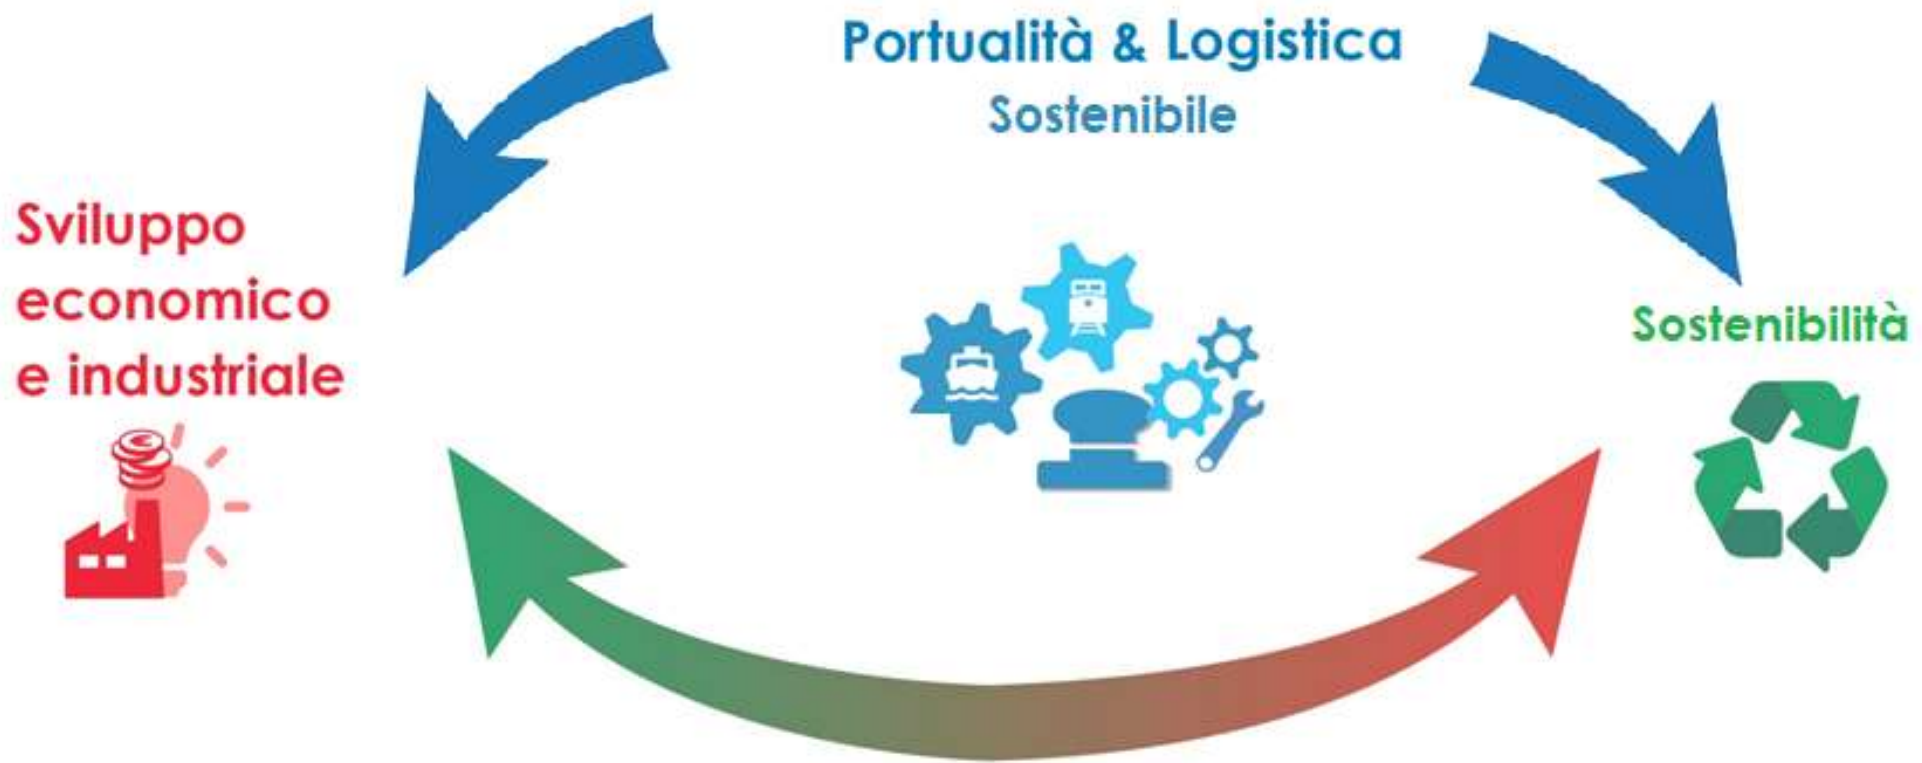 Portualità & Logistica
Sostenibile
Sviluppo
economico
e industriale
Sostenibilità
€